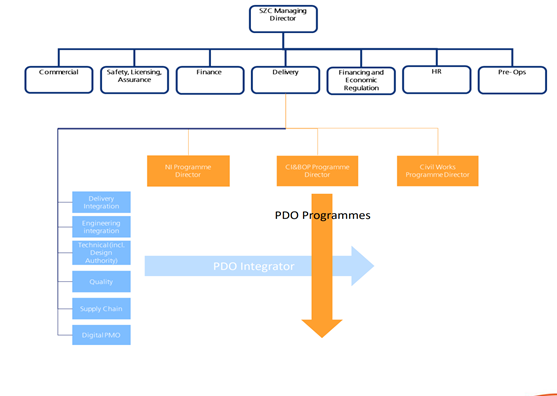 SZC Managing
Director
Commercial
Safety, Licensing,
Assurance
Finance
Delivery
Financing and
Economic
Regulation
HR
Pre-Ops
NI Programme
Director
CI&BOP Programme
Director
Civil Works
Programme Director
Delivery
Integration
Engineering
Integration
Technical (incl.
Design
Authority)
Quality
Supply Chain
Digital PMO
PDO Programmes
PDO Integrator